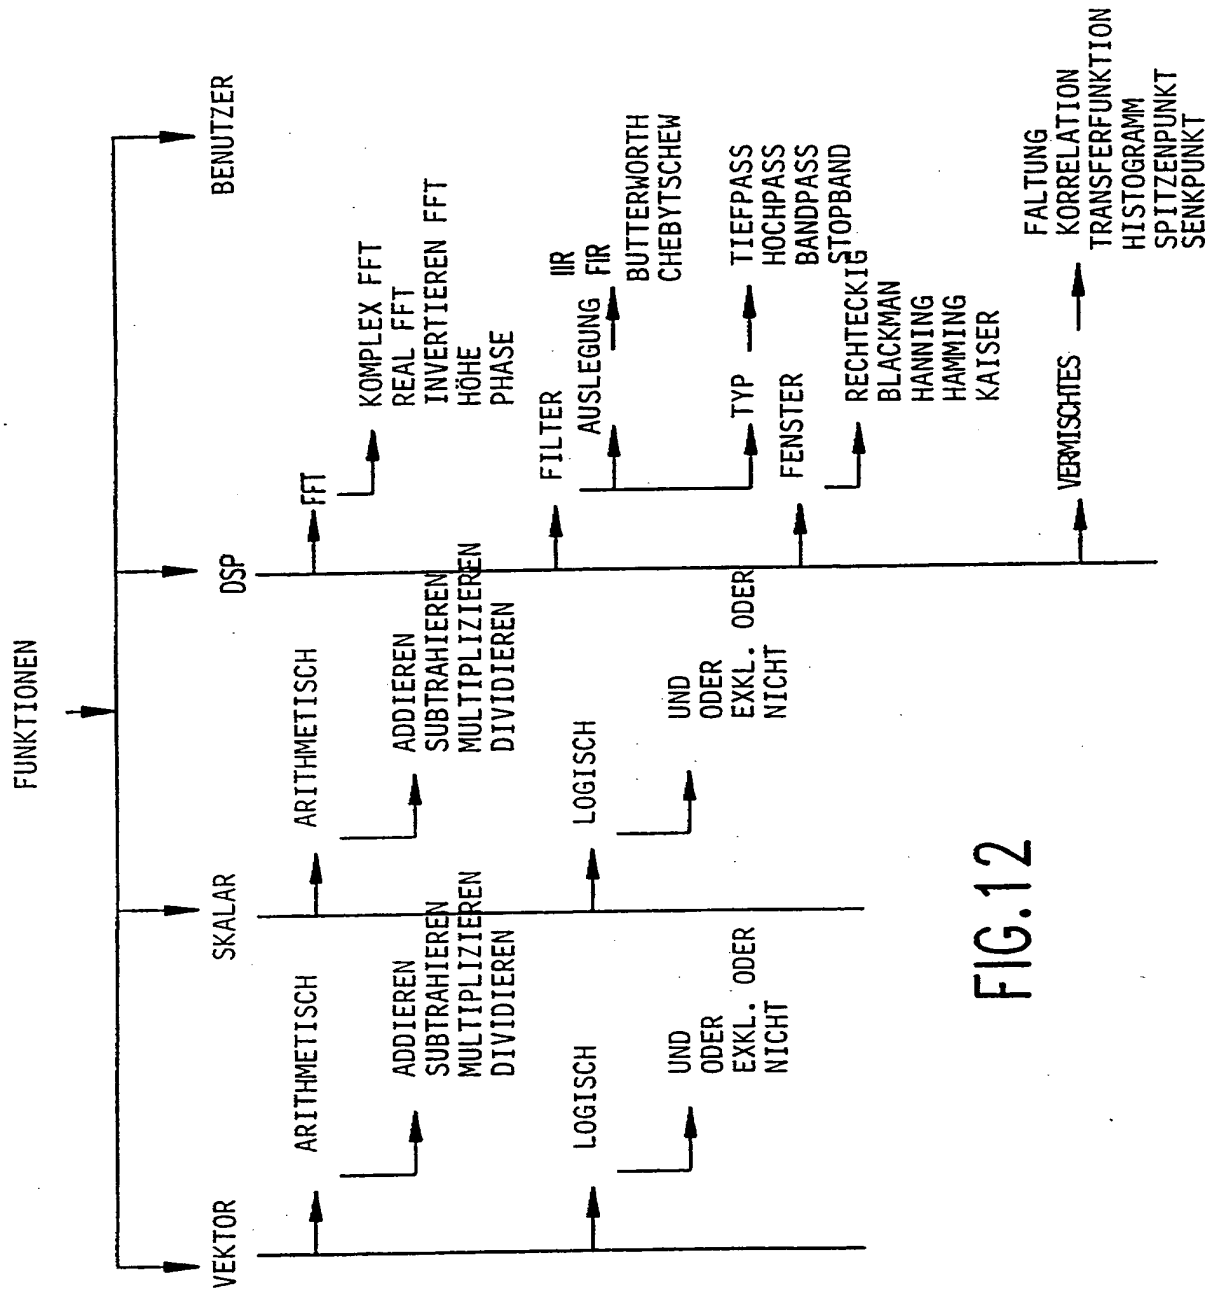 FUNKTIONEN
VEKTOR
ARITHMETISCH
ADDIEREN
SUBTRAHIEREN
MULTIPLIZIEREN
DIVIDIEREN
LOGISCH
UND
ODER
EXKL. ODER
NICHT
SKALAR
ARITHMETISCH
ADDIEREN
SUBTRAHIEREN
MULTIPLIZIEREN
DIVIDIEREN
LOGISCH
UND
ODER
EXKL. ODER
NICHT
DSP
FFT
KOMPLEX FFT
REAL FFT
INVERTIEREN FFT
HÖHE
PHASE
FILTER
AUSLEGUNG
IIR
FIR
BUTTERWORTH
CHEBYTSCHEW
TYP
TIEFPASS
HOCHPASS
BANDPASS
STOPBAND
FENSTER
RECHTECKIG
BLACKMAN
HANNING
HAMMING
KAISER
VERMISCHTES
FALTUNG
KORRELATION
TRANSFERFUNKTION
HISTOGRAMM
SPITZENPUNKT
SENKPUNKT
BENUTZER
FIG.12